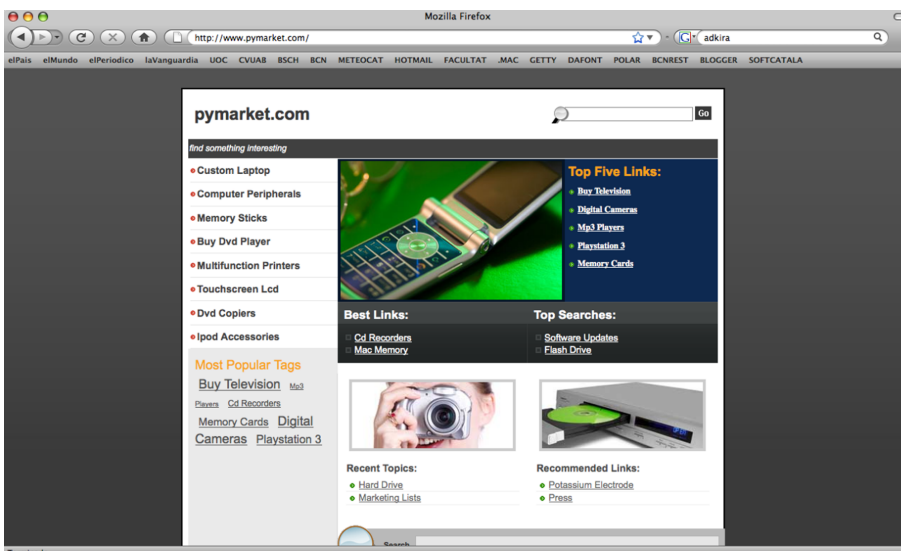 Mozilla Firefox
http://www.pymarket.com/
G adkira
elPais elMundo elPeriodico laVanguardia UOC CVUAB BSCH BCN METEOCAT HOTMAIL FACULTAT .MAC GETTY DAFONT POLAR BCNREST BLOGGER SOFTCATALA
pymarket.com
Go
find something interesting
Custom Laptop
Computer Peripherals
Memory Sticks
Buy Dvd Player
Multifunction Printers
Touchscreen Lcd
Dvd Copiers
Ipod Accessories
Most Popular Tags
Buy Television Mp3
Players Cd Recorders
Memory Cards Digital
Cameras Playstation 3
Top Five Links:
Buy Television
Digital Cameras
Mp3 Players
Playstation 3
Memory Cards
Best Links:
Cd Recorders
Mac Memory
Top Searches:
Software Updates
Flash Drive
Recent Topics:
Hard Drive
Marketing Lists
Recommended Links:
Potassium Electrode
Press
Search